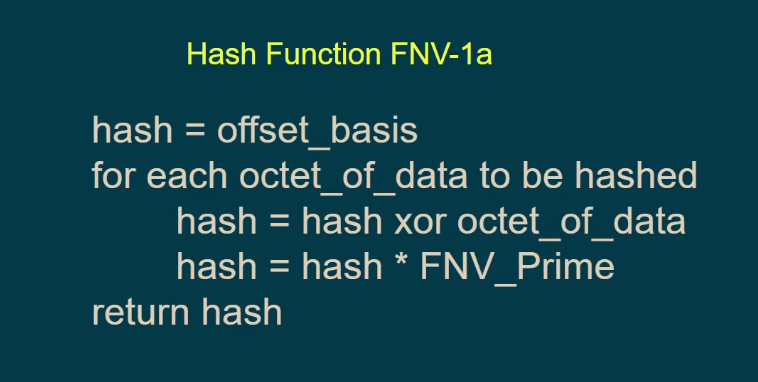 Hash Function FNV-1a
hash = offset_basis
for each octet_of_data to be hashed
hash = hash xor octet_of_data
hash = hash * FNV_Prime
return hash